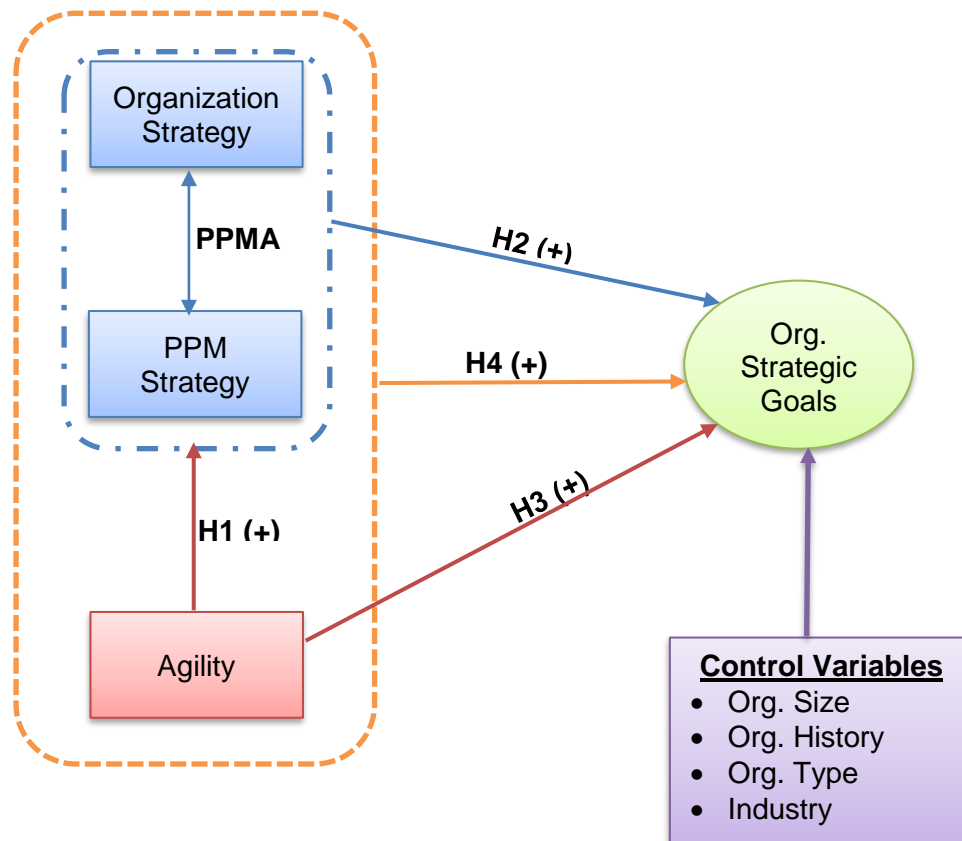 Organization
Strategy
PPMA
PPM
Strategy
H1 (+)
Agility
H2 (+)
H4 (+)
H3 (+)
Org.
Strategic
Goals
Control Variables
• Org. Size
• Org. History
• Org. Type
• Industry